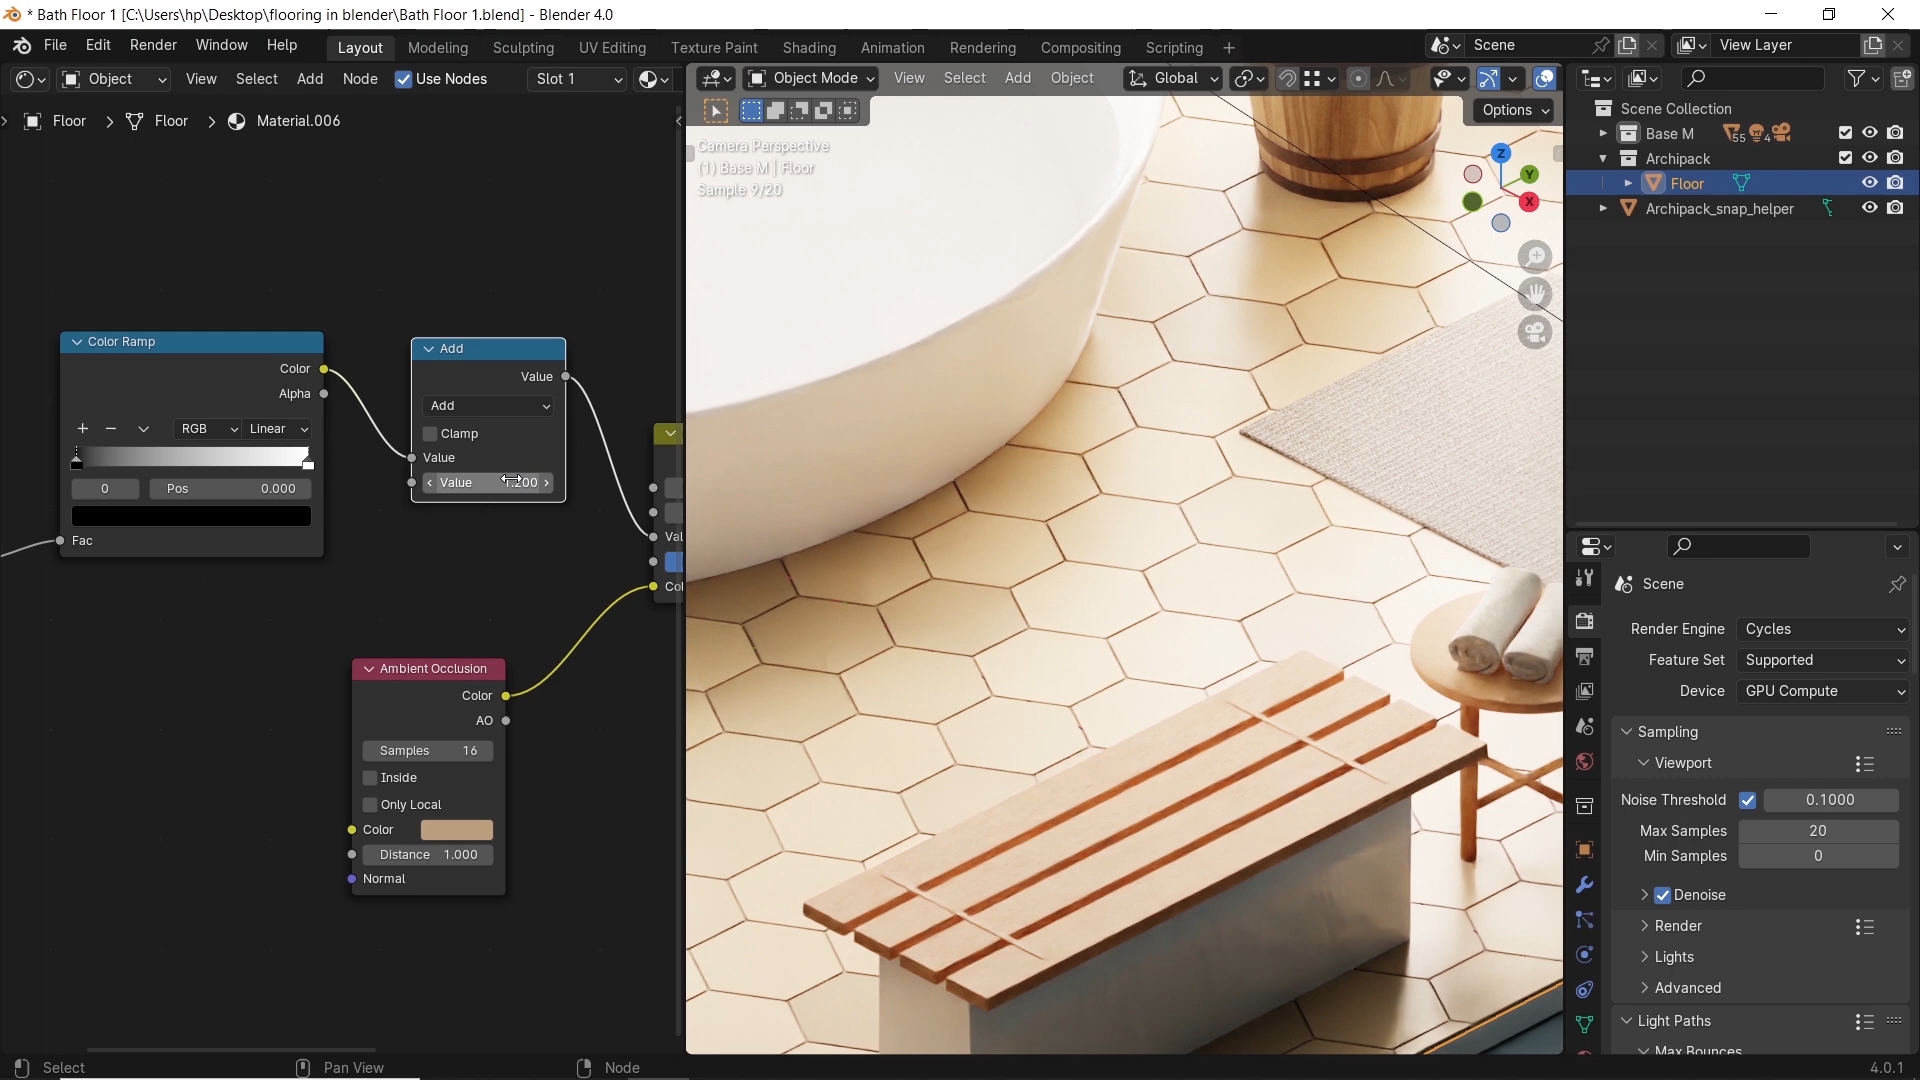 * Bath Floor 1 [C:\Users\hp\Desktop\flooring in blender\Bath Floor 1.blend] - Blender 4.0
File Edit Render Window Help Layout Modeling Sculpting UV Editing Texture Paint Shading Animation Rendering Compositing Scripting + Scene View Layer
Object View Select Add Node Use Nodes Slot 1
Object Mode View Select Add Object Global
Options
Floor > Floor > Material.006
Color Ramp
Color
Alpha
+ − RGB Linear
0 Pos 0.000
Fac
Add
Value
Add
Clamp
Value
Value 1.200
Val
Col
Ambient Occlusion
Color
AO
Samples 16
Inside
Only Local
Color
Distance 1.000
Normal
Camera Perspective
(1) Base M | Floor
Sample 9/20
Z
Y
X
Scene Collection
Base M 55 4
Archipack
Floor
Archipack_snap_helper
Scene
Render Engine Cycles
Feature Set Supported
Device GPU Compute
Sampling
Viewport
Noise Threshold 0.1000
Max Samples 20
Min Samples 0
Denoise
Render
Lights
Advanced
Light Paths
Max Bounces
Select Pan View Node 4.0.1